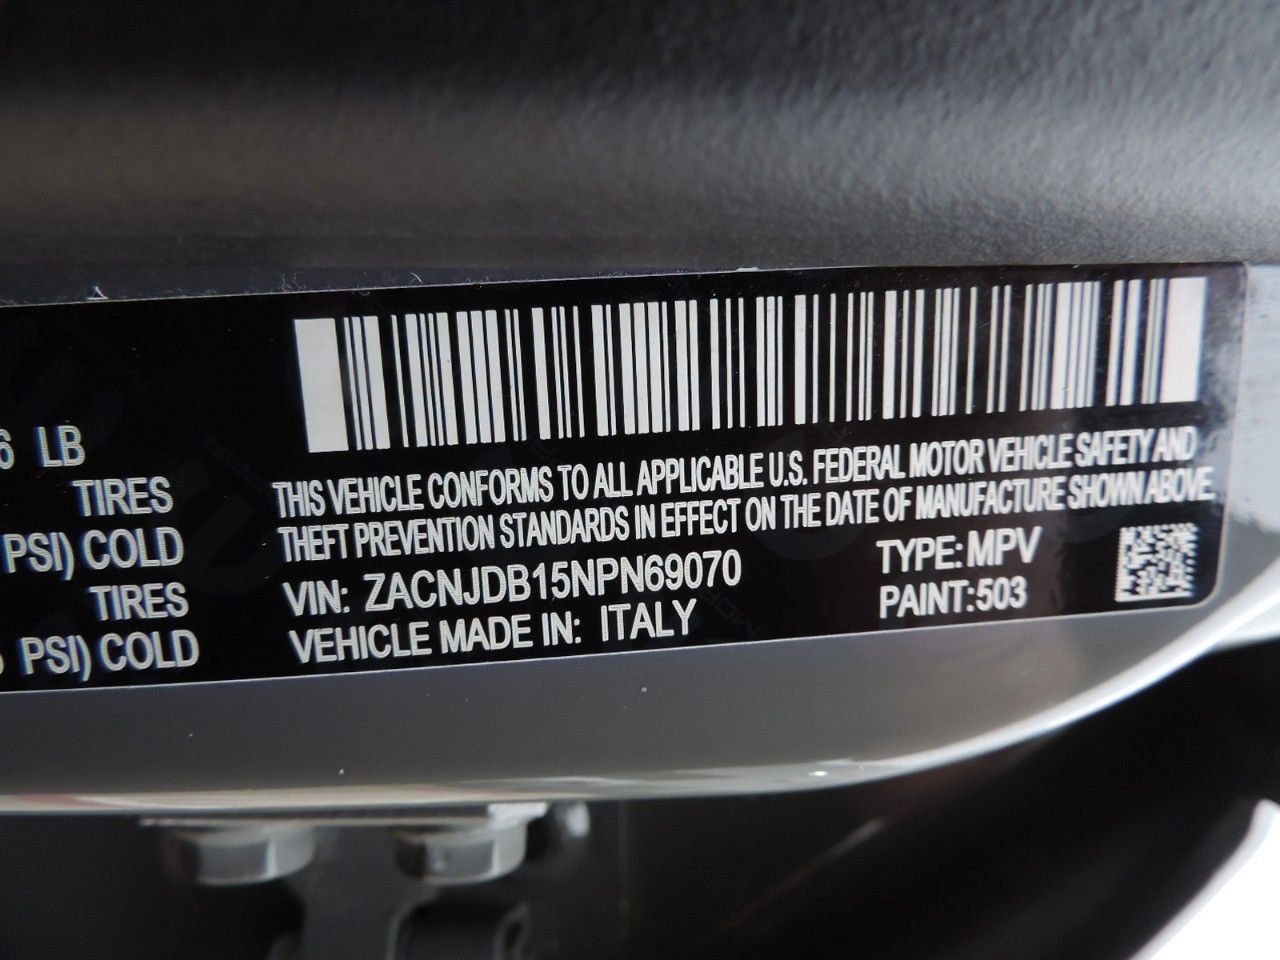 6 LB
TIRES
PSI) COLD
TIRES
PSI) COLD
THIS VEHICLE CONFORMS TO ALL APPLICABLE U.S. FEDERAL MOTOR VEHICLE SAFETY AND
THEFT PREVENTION STANDARDS IN EFFECT ON THE DATE OF MANUFACTURE SHOWN ABOVE
VIN: ZACNJDB15NPN69070
TYPE: MPV
VEHICLE MADE IN: ITALY
PAINT: 503